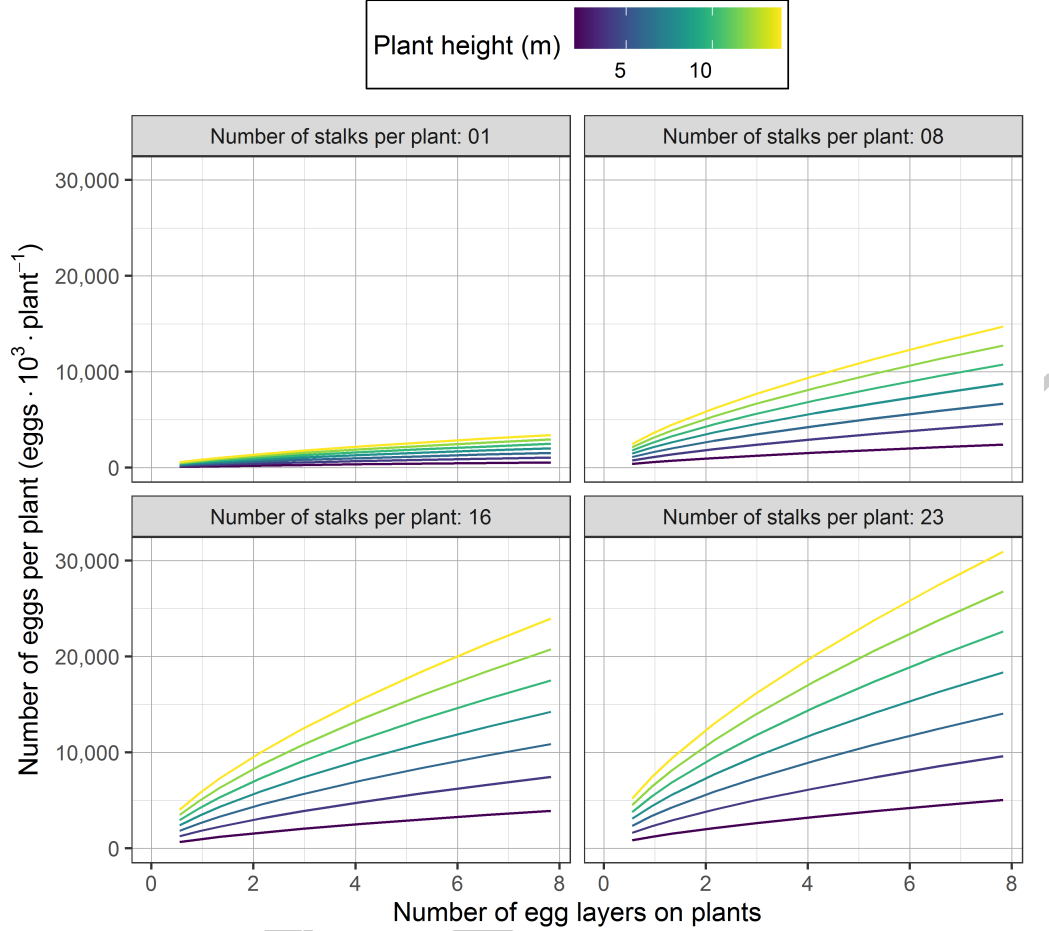 Plant height (m)
5 10
Number of stalks per plant: 01
Number of stalks per plant: 08
30,000
20,000
10,000
0
Number of stalks per plant: 16
Number of stalks per plant: 23
30,000
20,000
10,000
0
0 2 4 6 8
0 2 4 6 8
Number of egg layers on plants
Number of eggs per plant (eggs · 10³ · plant⁻¹)